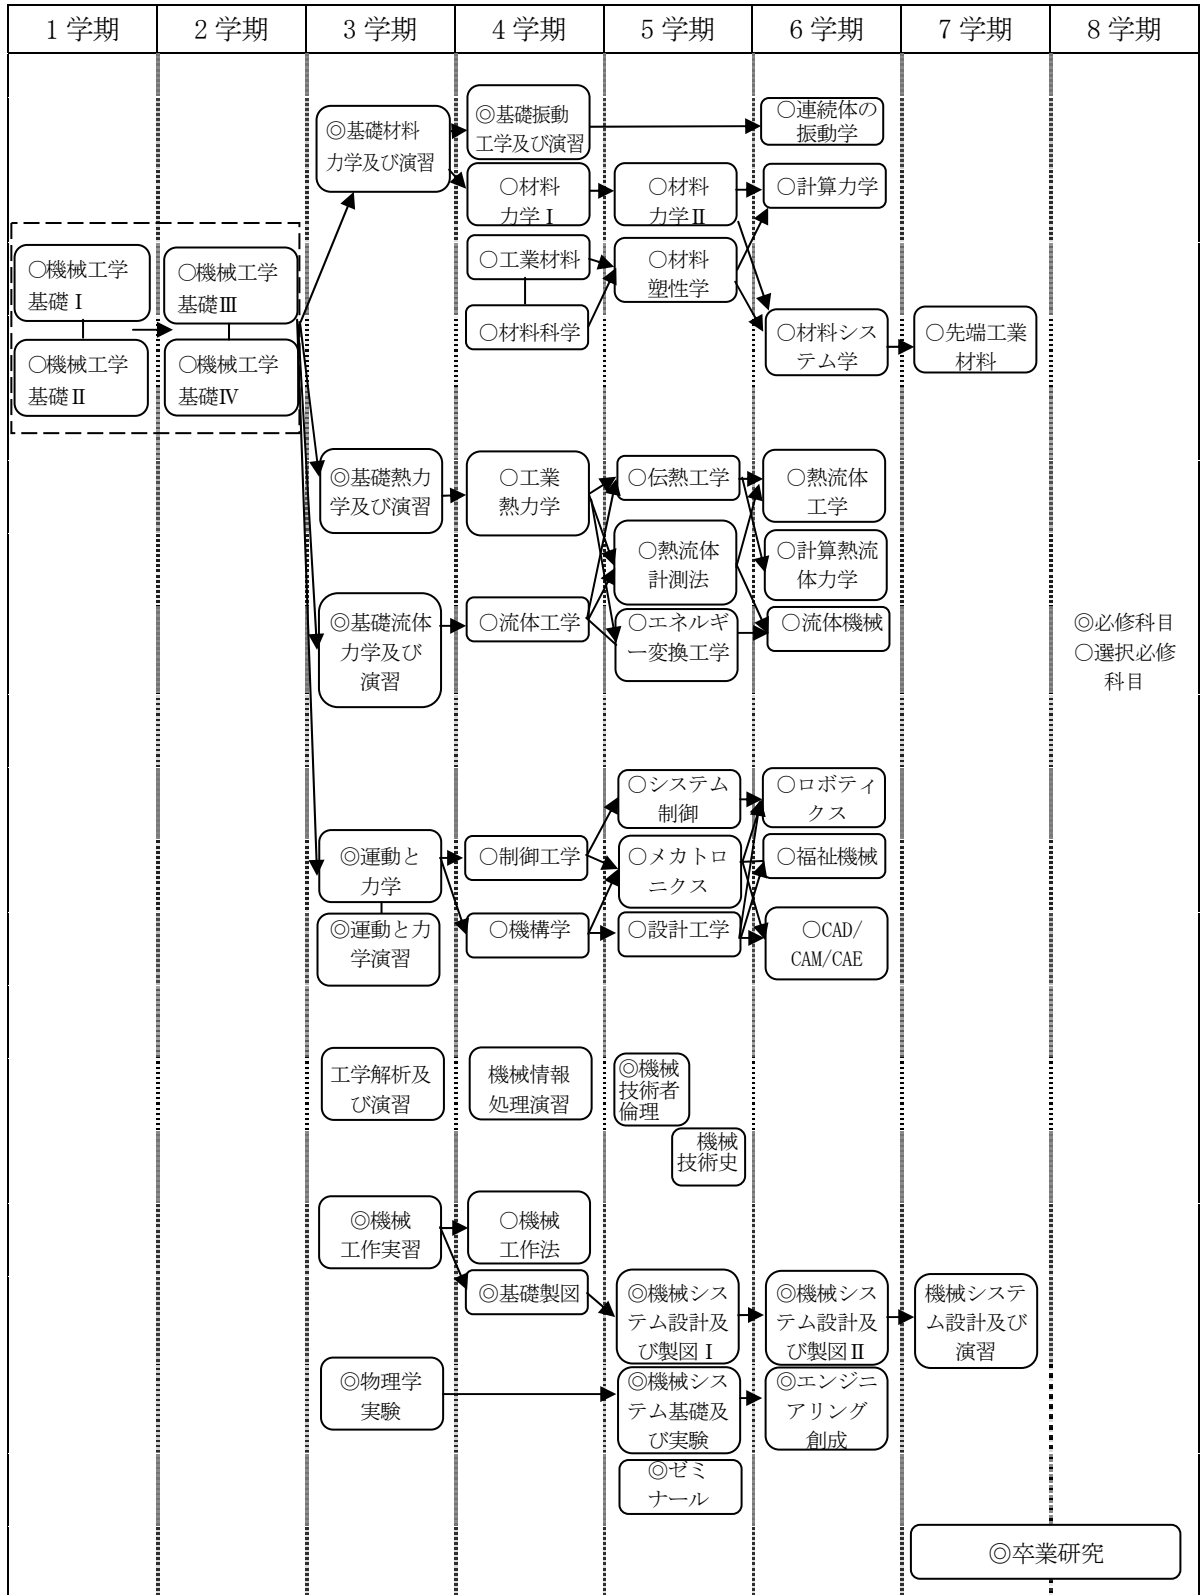 1 学期
2 学期
3 学期
4 学期
5 学期
6 学期
7 学期
8 学期
○機械工学
基礎Ⅰ
○機械工学
基礎Ⅱ
○機械工学
基礎Ⅲ
○機械工学
基礎Ⅳ
◎基礎材料
力学及び演習
◎基礎振動
工学及び演習
○連続体の
振動学
○材料
力学Ⅰ
○材料
力学Ⅱ
○計算力学
○工業材料
○材料科学
○材料
塑性学
○材料シス
テム学
○先端工業
材料
◎基礎熱力
学及び演習
○工業
熱力学
○伝熱工学
○熱流体
工学
○熱流体
計測法
○計算熱流
体力学
◎基礎流体
力学及び
演習
○流体工学
○エネルギ
ー変換工学
○流体機械
◎必修科目
○選択必修
科目
○システム
制御
○ロボティ
クス
◎運動と
力学
○制御工学
○メカトロ
ニクス
○福祉機械
◎運動と力
学演習
○機構学
○設計工学
○CAD/
CAM/CAE
工学解析及
び演習
機械情報
処理演習
◎機械
技術者
倫理
機械
技術史
◎機械
工作実習
○機械
工作法
◎基礎製図
◎機械シス
テム設計及
び製図Ⅰ
◎機械シス
テム設計及
び製図Ⅱ
機械システ
ム設計及び
演習
◎物理学
実験
◎機械シス
テム基礎及
び実験
◎エンジニ
アリング
創成
◎ゼミ
ナール
◎卒業研究